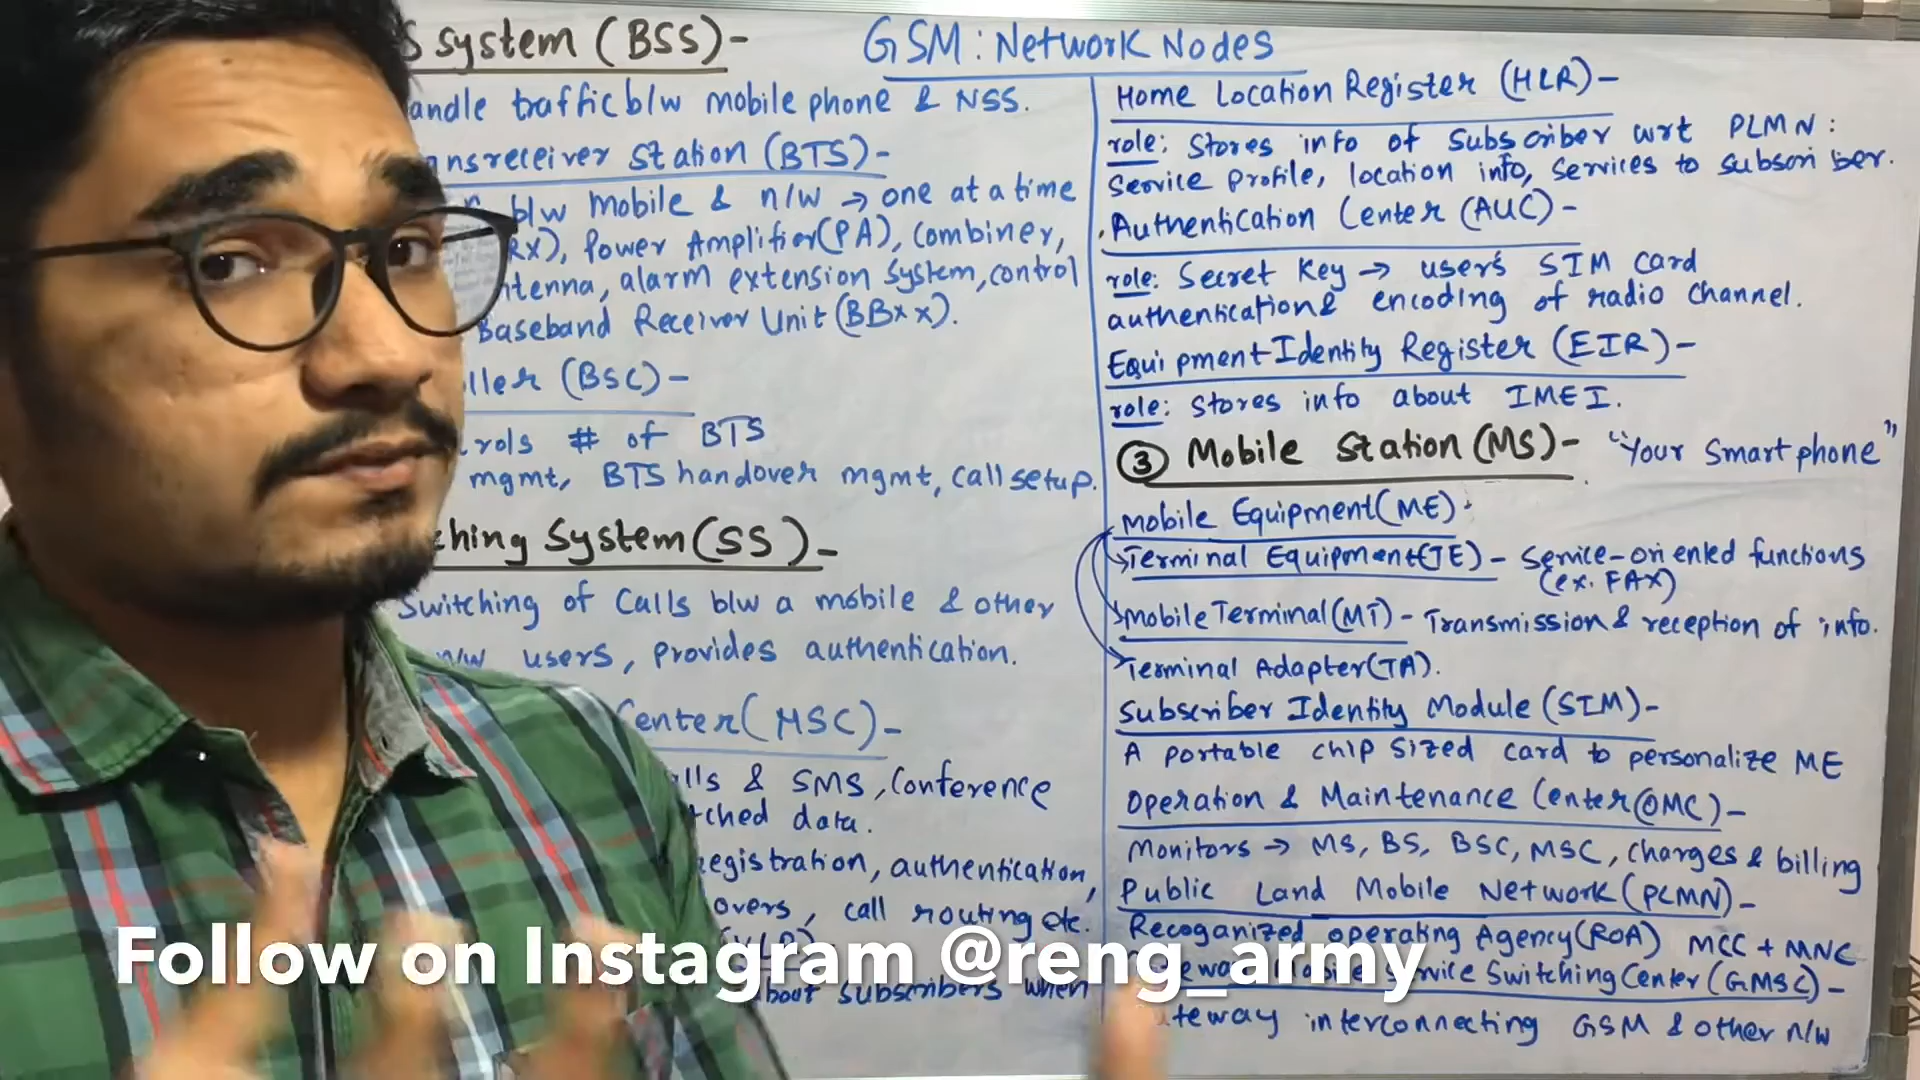 GSM: Network Nodes
system (BSS)-
andle traffic b/w mobile phone & NSS.
nsreceiver station (BTS)-
b/w Mobile & n/w → one at a time
Rx), Power Amplifier(PA), Combiner,
ntenna, alarm extension system, control
Baseband Receiver Unit (BBxx).
ller (BSC)-
rols # of BTS
mgmt, BTS handover mgmt, call setup.
ching System(SS)-
Switching of Calls b/w a mobile & other
n/w users, provides authentication.
Center(MSC)-
lls & SMS, Conference
tched data.
registration, authentication,
overs, call routing etc.
bout subscribers when
Home Location Register (HLR)-
role: Stores info of Subscriber wrt PLMN:
Service Profile, location info, services to subscriber.
Authentication Center (AUC)-
role: Secret Key → user's SIM card
authentication & encoding of radio channel.
Equipment Identity Register (EIR)-
role: stores info about IMEI.
③ Mobile Station (MS)- "Your Smartphone"
Mobile Equipment(ME).
Terminal Equipment(TE)- Service-oriented functions
(ex. FAX)
Mobile Terminal(MT)- Transmission & reception of info.
Terminal Adapter(TA).
Subscriber Identity Module (SIM)-
A portable chip sized card to personalize ME
Operation & Maintenance Center(OMC)-
Monitors → MS, BS, BSC, MSC, charges & billing
Public Land Mobile Network (PLMN)-
Recoganized operating Agency(ROA) MCC + MNC
Service Switching Center (GMSC)-
teway interconnecting GSM & other n/w
Follow on Instagram @reng_army